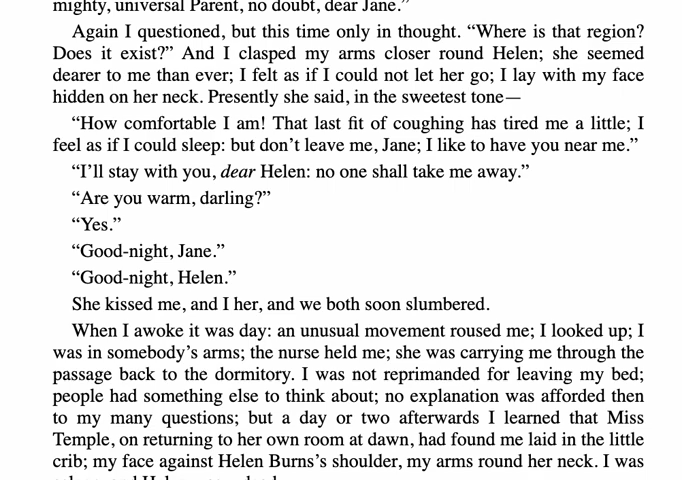 mighty, universal Parent, no doubt, dear Jane.”
Again I questioned, but this time only in thought. “Where is that region?
Does it exist?” And I clasped my arms closer round Helen; she seemed
dearer to me than ever; I felt as if I could not let her go; I lay with my face
hidden on her neck. Presently she said, in the sweetest tone—
“How comfortable I am! That last fit of coughing has tired me a little; I
feel as if I could sleep: but don’t leave me, Jane; I like to have you near me.”
“I’ll stay with you, dear Helen: no one shall take me away.”
“Are you warm, darling?”
“Yes.”
“Good-night, Jane.”
“Good-night, Helen.”
She kissed me, and I her, and we both soon slumbered.
When I awoke it was day: an unusual movement roused me; I looked up; I
was in somebody’s arms; the nurse held me; she was carrying me through the
passage back to the dormitory. I was not reprimanded for leaving my bed;
people had something else to think about; no explanation was afforded then
to my many questions; but a day or two afterwards I learned that Miss
Temple, on returning to her own room at dawn, had found me laid in the little
crib; my face against Helen Burns’s shoulder, my arms round her neck. I was